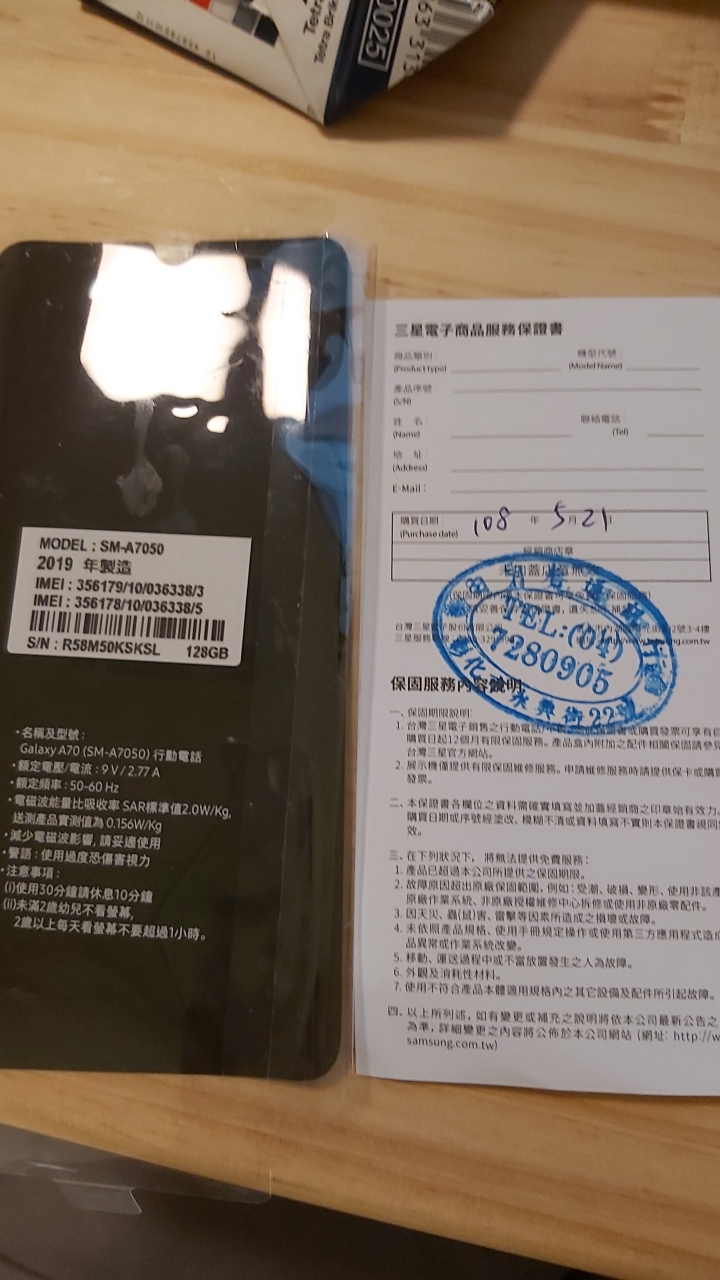 0025
MODEL : SM-A7050
2019 年製造
IMEI : 356179/10/036338/3
IMEI : 356178/10/036338/5
S/N : R58M50KSKSL 128GB
•名稱及型號 :
Galaxy A70 (SM-A7050) 行動電話
•額定電壓/電流 : 9 V / 2.77 A
•額定頻率 : 50-60 Hz
•電磁波能量比吸收率 SAR標準值2.0W/Kg,
送測產品實測值為 0.156W/Kg
•減少電磁波影響, 請妥適使用
•警語 : 使用過度恐傷害視力
•注意事項 :
(i)使用30分鐘請休息10分鐘
(ii)未滿2歲幼兒不看螢幕,
2歲以上每天看螢幕不要超過1小時。
三星電子商品服務保證書
商品類別 : 機型代號 :
(Product type) (Model Name)
產品序號 :
(S/N)
姓 名 : 聯絡電話 :
(Name) (Tel)
地 址 :
(Address)
E-Mail :
購買日期 : 108 年 5月21
(Purchase date)
經銷商店章
TEL:(04)
7280905
永興街22號
保固服務內容說明
一、保固期限說明:
1. 台灣三星電子銷售之行動電話
購買日起12個月有限保固服務。產品盒內附加之配件相關保固請參
台灣三星官方網站。
2. 展示機僅提供有限保固維修服務。申請維修服務時請提供保卡或購
發票。
二、本保證書各欄位之資料需確實填寫並加蓋經銷商之印章始有效力。
購買日期或序號經塗改、模糊不清或資料填寫不實則本保證書視同
效。
三、在下列狀況下， 將無法提供免費服務：
1. 產品已超過本公司所提供之保固期限。
2. 故障原因超出原廠保固範圍, 例如: 受潮、破損、變形、使用非該產
原廠作業系統、非原廠授權維修中心拆修或使用非原廠零配件。
3. 因天災、蟲(鼠)害、雷擊等因素所造成之損壞或故障。
4. 未依照產品規格、使用手冊規定操作或使用第三方應用程式造成
品異常或作業系統改變。
5. 移動、運送過程中或不當放置發生之人為故障。
6. 外觀及消耗性材料。
7. 使用不符合產品本體適用規格內之其它設備及配件所引起故障。
四、以上所列述, 如有變更或補充之說明將依本公司最新公告之
為準, 詳細變更之內容將公佈於本公司網站 (網址: http://w
samsung.com/tw)